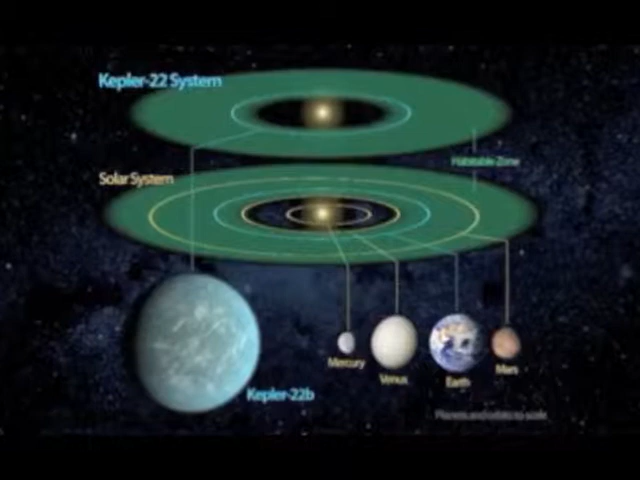 Kepler-22 System
Habitable Zone
Solar System
Mercury
Venus
Earth
Mars
Kepler-22b
Planets and orbits to scale